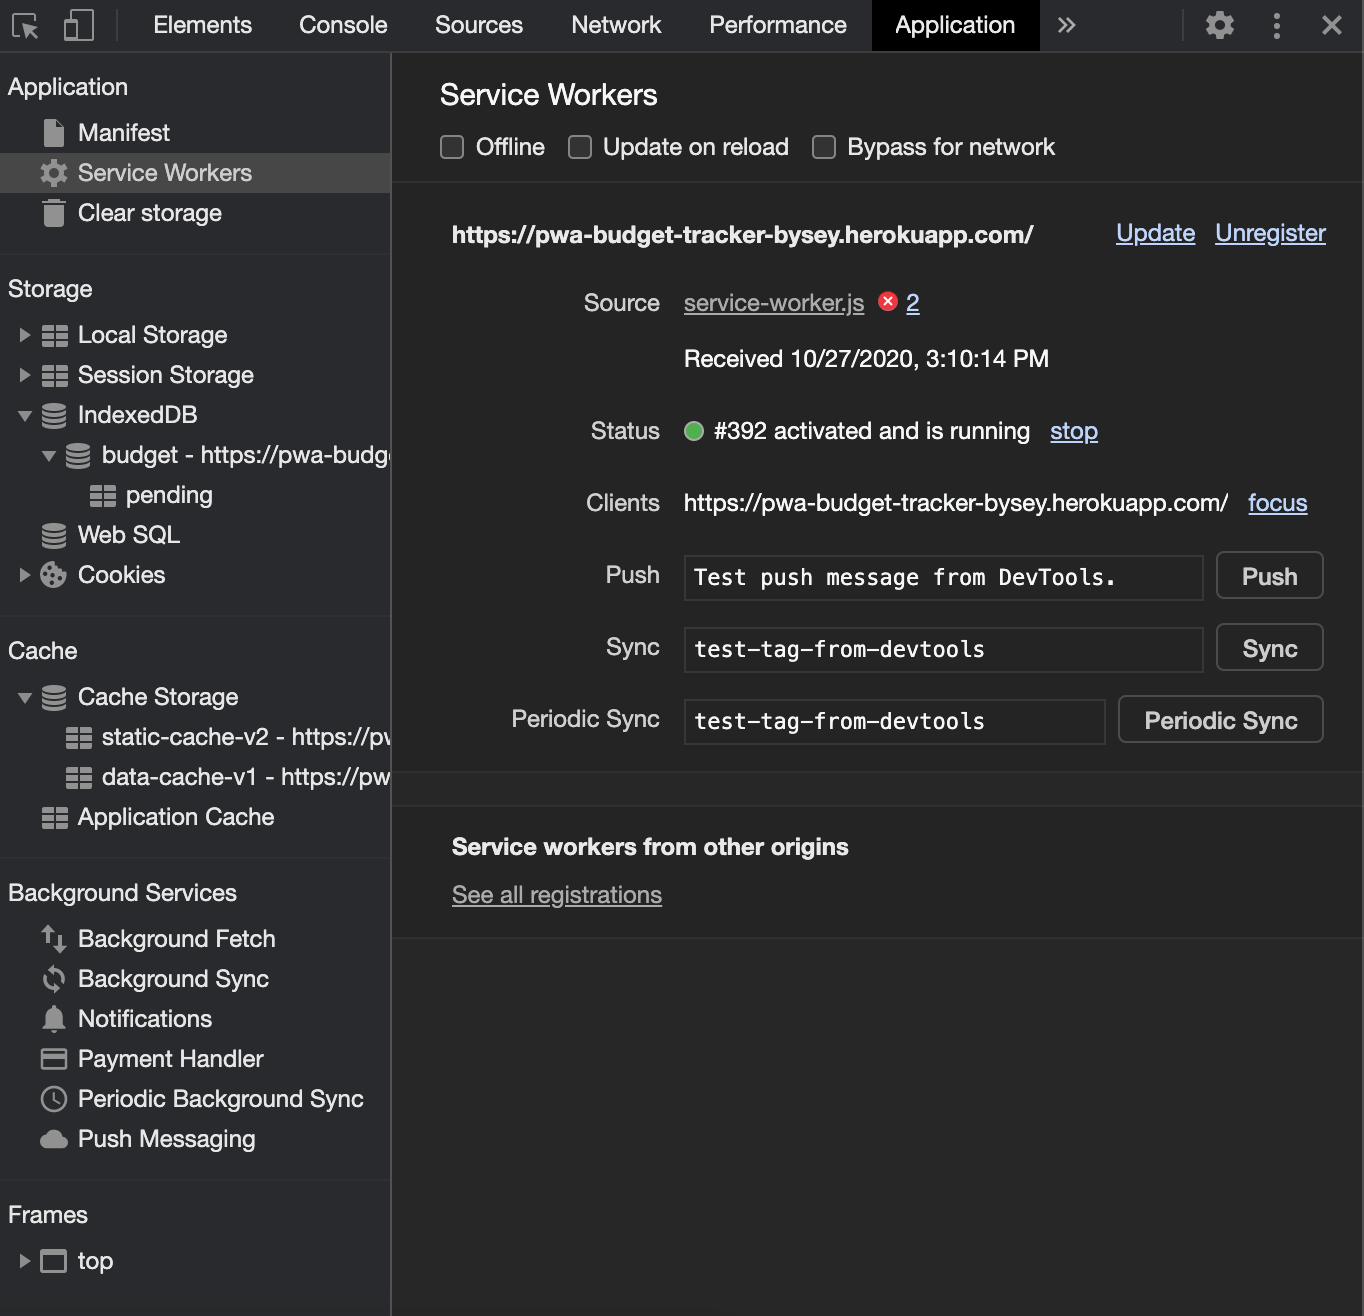 Elements Console Sources Network Performance Application
Application
Manifest
Service Workers
Clear storage
Storage
Local Storage
Session Storage
IndexedDB
budget - https://pwa-budg
pending
Web SQL
Cookies
Cache
Cache Storage
static-cache-v2 - https://pw
data-cache-v1 - https://pw
Application Cache
Background Services
Background Fetch
Background Sync
Notifications
Payment Handler
Periodic Background Sync
Push Messaging
Frames
top
Service Workers
Offline Update on reload Bypass for network
https://pwa-budget-tracker-bysey.herokuapp.com/ Update Unregister
Source service-worker.js 2
Received 10/27/2020, 3:10:14 PM
Status #392 activated and is running stop
Clients https://pwa-budget-tracker-bysey.herokuapp.com/ focus
Push Test push message from DevTools. Push
Sync test-tag-from-devtools Sync
Periodic Sync test-tag-from-devtools Periodic Sync
Service workers from other origins
See all registrations